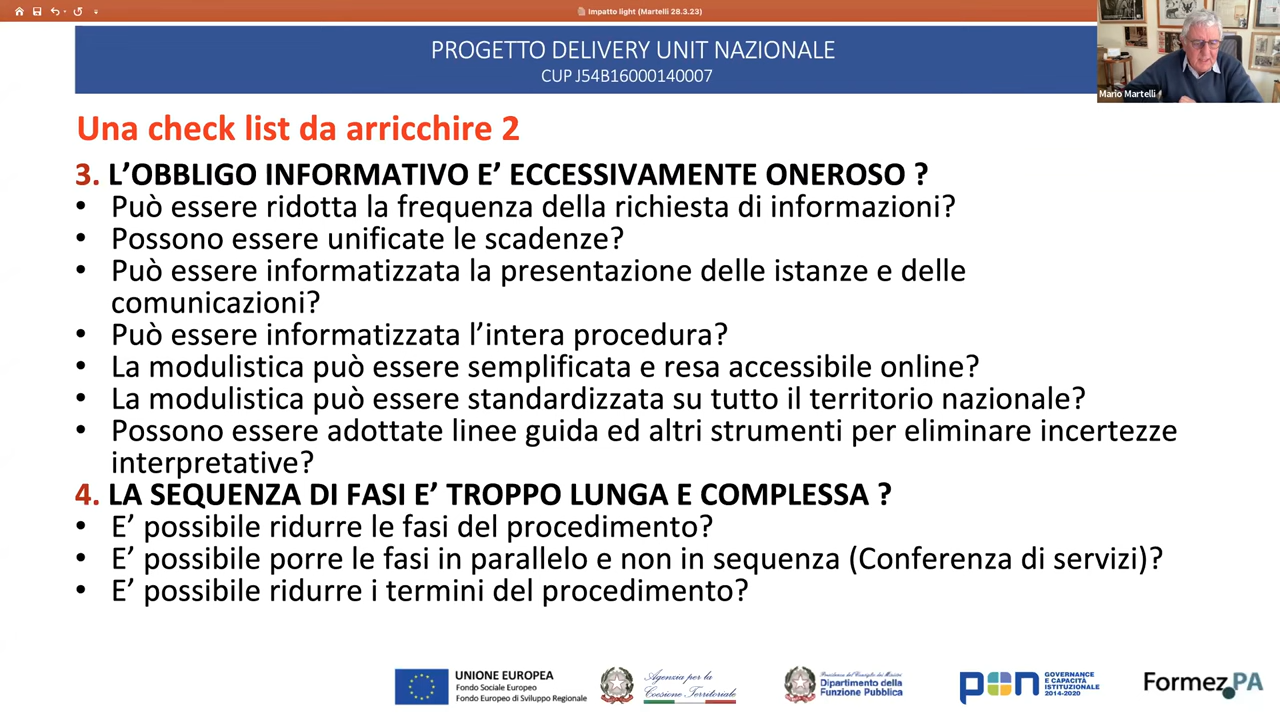 Impatto light (Martelli 28.3.23)
PROGETTO DELIVERY UNIT NAZIONALE
CUP J54B16000140007
Mario Martelli
Una check list da arricchire 2
3. L’OBBLIGO INFORMATIVO E’ ECCESSIVAMENTE ONEROSO ?
• Può essere ridotta la frequenza della richiesta di informazioni?
• Possono essere unificate le scadenze?
• Può essere informatizzata la presentazione delle istanze e delle
comunicazioni?
• Può essere informatizzata l’intera procedura?
• La modulistica può essere semplificata e resa accessibile online?
• La modulistica può essere standardizzata su tutto il territorio nazionale?
• Possono essere adottate linee guida ed altri strumenti per eliminare incertezze
interpretative?
4. LA SEQUENZA DI FASI E’ TROPPO LUNGA E COMPLESSA ?
• E’ possibile ridurre le fasi del procedimento?
• E’ possibile porre le fasi in parallelo e non in sequenza (Conferenza di servizi)?
• E’ possibile ridurre i termini del procedimento?
UNIONE EUROPEA
Fondo Sociale Europeo
Fondo Europeo di Sviluppo Regionale
Agenzia per la
Coesione Territoriale
Presidenza del Consiglio dei Ministri
Dipartimento della
Funzione Pubblica
pon
GOVERNANCE
E CAPACITÀ
ISTITUZIONALE
2014-2020
Formez PA